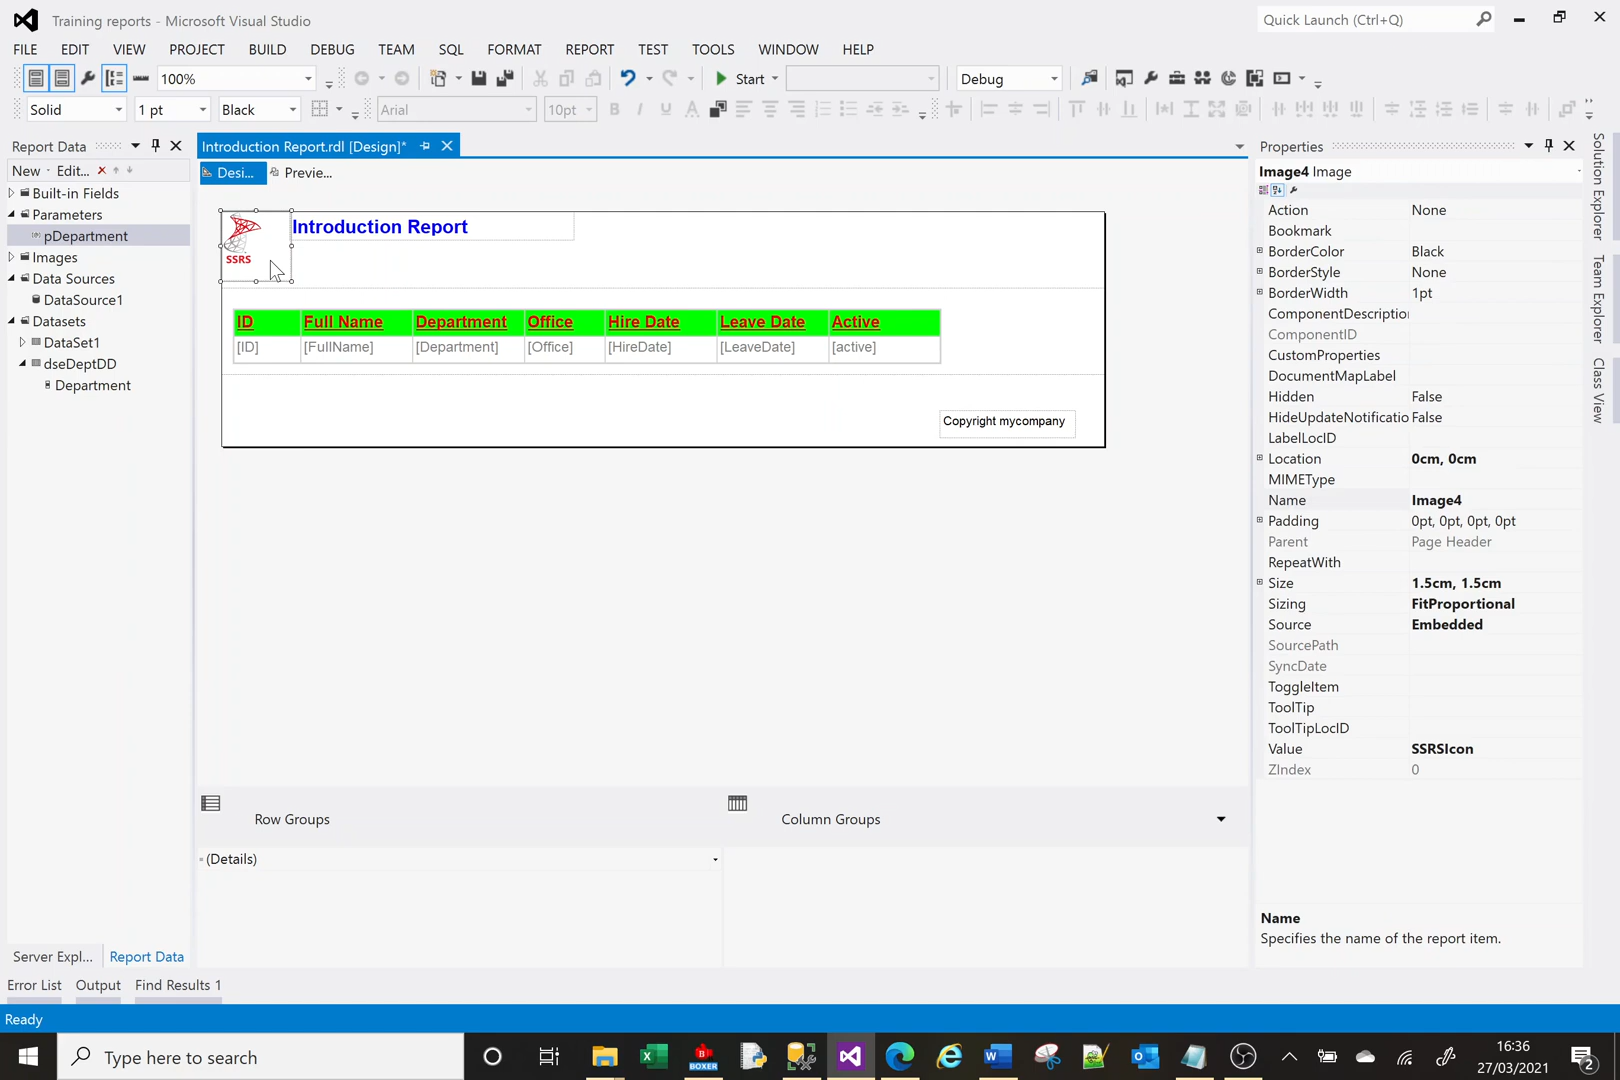 Training reports - Microsoft Visual Studio
Quick Launch (Ctrl+Q)
FILE EDIT VIEW PROJECT BUILD DEBUG TEAM SQL FORMAT REPORT TEST TOOLS WINDOW HELP
100% Start Debug
Solid 1 pt Black Arial 10pt B I U A
Report Data
Introduction Report.rdl [Design]*
Properties
New Edit...
Desi... Previe...
Image4 Image
Built-in Fields
Parameters
pDepartment
Images
Data Sources
DataSource1
Datasets
DataSet1
dseDeptDD
Department
SSRS
Introduction Report
ID Full Name Department Office Hire Date Leave Date Active
[ID] [FullName] [Department] [Office] [HireDate] [LeaveDate] [active]
Copyright mycompany
Row Groups
Column Groups
(Details)
Action None
Bookmark
BorderColor Black
BorderStyle None
BorderWidth 1pt
ComponentDescription
ComponentID
CustomProperties
DocumentMapLabel
Hidden False
HideUpdateNotificatio False
LabelLocID
Location 0cm, 0cm
MIMEType
Name Image4
Padding 0pt, 0pt, 0pt, 0pt
Parent Page Header
RepeatWith
Size 1.5cm, 1.5cm
Sizing FitProportional
Source Embedded
SourcePath
SyncDate
ToggleItem
ToolTip
ToolTipLocID
Value SSRSIcon
ZIndex 0
Name
Specifies the name of the report item.
Solution Explorer
Team Explorer
Class View
Server Expl... Report Data
Error List Output Find Results 1
Ready
Type here to search
BOXER
16:36
27/03/2021
2